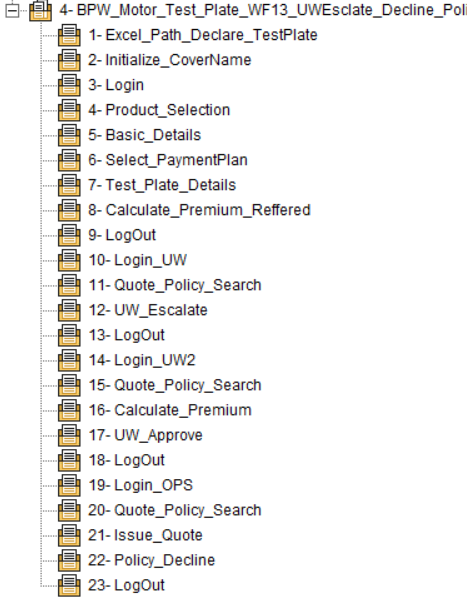 4- BPW_Motor_Test_Plate_WF13_UWEsclate_Decline_Poli
1- Excel_Path_Declare_TestPlate
2- Initialize_CoverName
3- Login
4- Product_Selection
5- Basic_Details
6- Select_PaymentPlan
7- Test_Plate_Details
8- Calculate_Premium_Reffered
9- LogOut
10- Login_UW
11- Quote_Policy_Search
12- UW_Escalate
13- LogOut
14- Login_UW2
15- Quote_Policy_Search
16- Calculate_Premium
17- UW_Approve
18- LogOut
19- Login_OPS
20- Quote_Policy_Search
21- Issue_Quote
22- Policy_Decline
23- LogOut